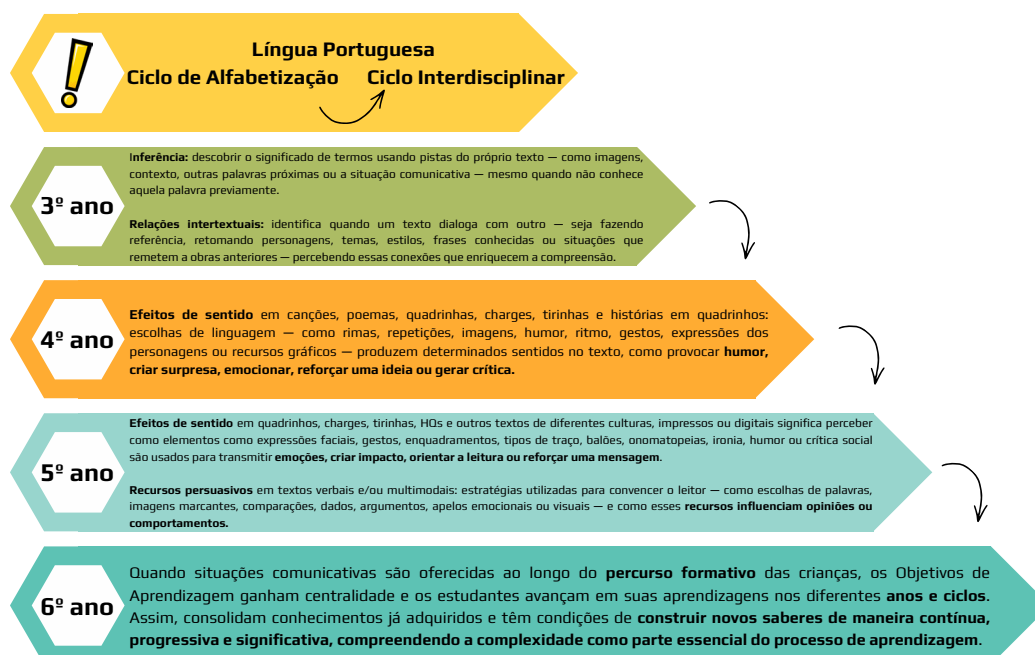 Língua Portuguesa
Ciclo de Alfabetização Ciclo Interdisciplinar
3º ano
Inferência: descobrir o significado de termos usando pistas do próprio texto — como imagens,
contexto, outras palavras próximas ou a situação comunicativa — mesmo quando não conhece
aquela palavra previamente.
Relações intertextuais: identifica quando um texto dialoga com outro — seja fazendo
referência, retomando personagens, temas, estilos, frases conhecidas ou situações que
remetem a obras anteriores — percebendo essas conexões que enriquecem a compreensão.
4º ano
Efeitos de sentido em canções, poemas, quadrinhas, charges, tirinhas e histórias em quadrinhos:
escolhas de linguagem — como rimas, repetições, imagens, humor, ritmo, gestos, expressões dos
personagens ou recursos gráficos — produzem determinados sentidos no texto, como provocar humor,
criar surpresa, emocionar, reforçar uma ideia ou gerar crítica.
5º ano
Efeitos de sentido em quadrinhos, charges, tirinhas, HQs e outros textos de diferentes culturas, impressos ou digitais significa perceber
como elementos como expressões faciais, gestos, enquadramentos, tipos de traço, balões, onomatopeias, ironia, humor ou crítica social
são usados para transmitir emoções, criar impacto, orientar a leitura ou reforçar uma mensagem.
Recursos persuasivos em textos verbais e/ou multimodais: estratégias utilizadas para convencer o leitor — como escolhas de palavras,
imagens marcantes, comparações, dados, argumentos, apelos emocionais ou visuais — e como esses recursos influenciam opiniões ou
comportamentos.
6º ano
Quando situações comunicativas são oferecidas ao longo do percurso formativo das crianças, os Objetivos de
Aprendizagem ganham centralidade e os estudantes avançam em suas aprendizagens nos diferentes anos e ciclos.
Assim, consolidam conhecimentos já adquiridos e têm condições de construir novos saberes de maneira contínua,
progressiva e significativa, compreendendo a complexidade como parte essencial do processo de aprendizagem.